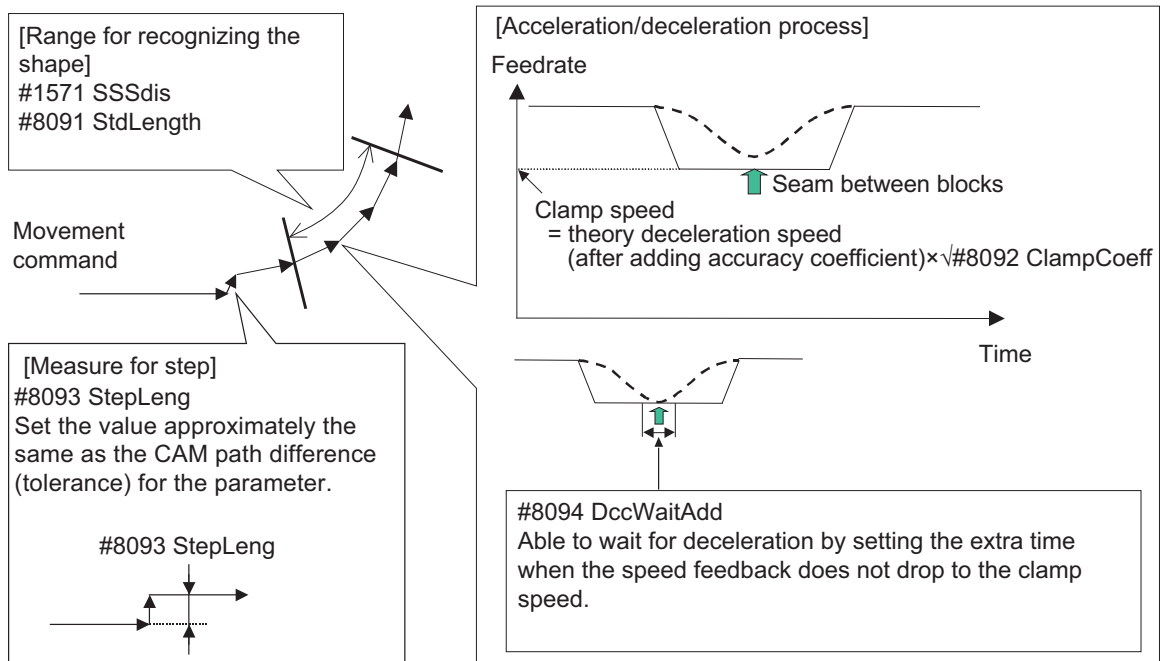 [Range for recognizing the
shape]
#1571 SSSdis
#8091 StdLength
Movement
command
[Measure for step]
#8093 StepLeng
Set the value approximately the
same as the CAM path difference
(tolerance) for the parameter.
#8093 StepLeng
[Acceleration/deceleration process]
Feedrate
Seam between blocks
Clamp speed
= theory deceleration speed
(after adding accuracy coefficient)×√#8092 ClampCoeff
Time
#8094 DccWaitAdd
Able to wait for deceleration by setting the extra time
when the speed feedback does not drop to the clamp
speed.